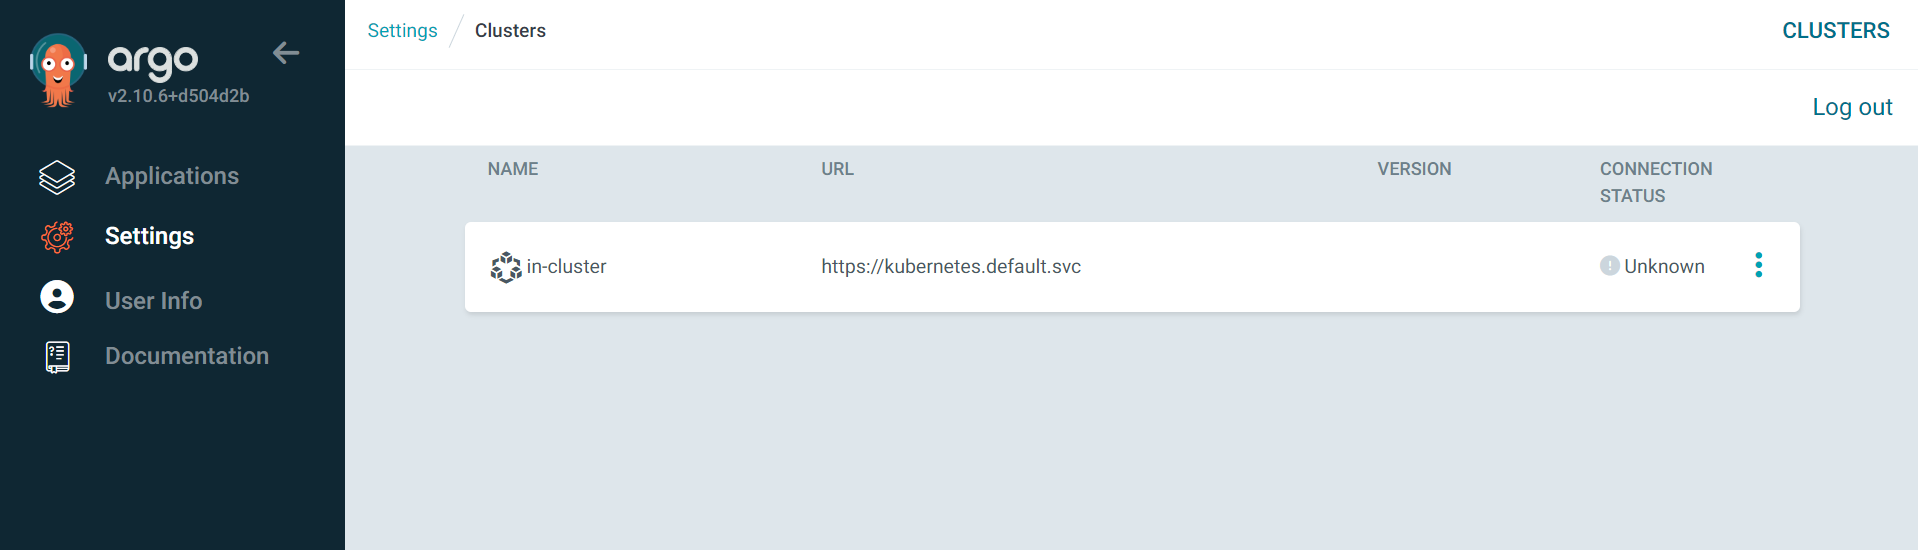 argo
v2.10.6+d504d2b
Applications
Settings
User Info
Documentation
Settings / Clusters
CLUSTERS
Log out
NAME URL VERSION CONNECTION STATUS
in-cluster https://kubernetes.default.svc Unknown